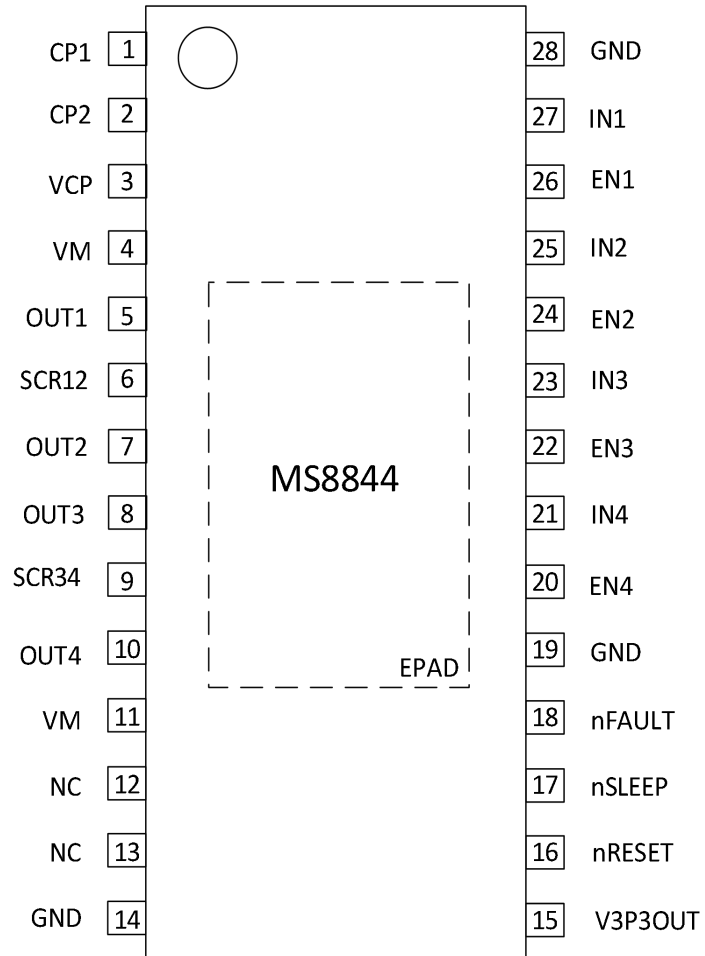 CP1 1 28 GND
CP2 2 27 IN1
VCP 3 26 EN1
VM 4 25 IN2
OUT1 5 24 EN2
SCR12 6 23 IN3
OUT2 7 22 EN3
MS8844
OUT3 8 21 IN4
SCR34 9 20 EN4
OUT4 10 19 GND
EPAD
VM 11 18 nFAULT
NC 12 17 nSLEEP
NC 13 16 nRESET
GND 14 15 V3P3OUT